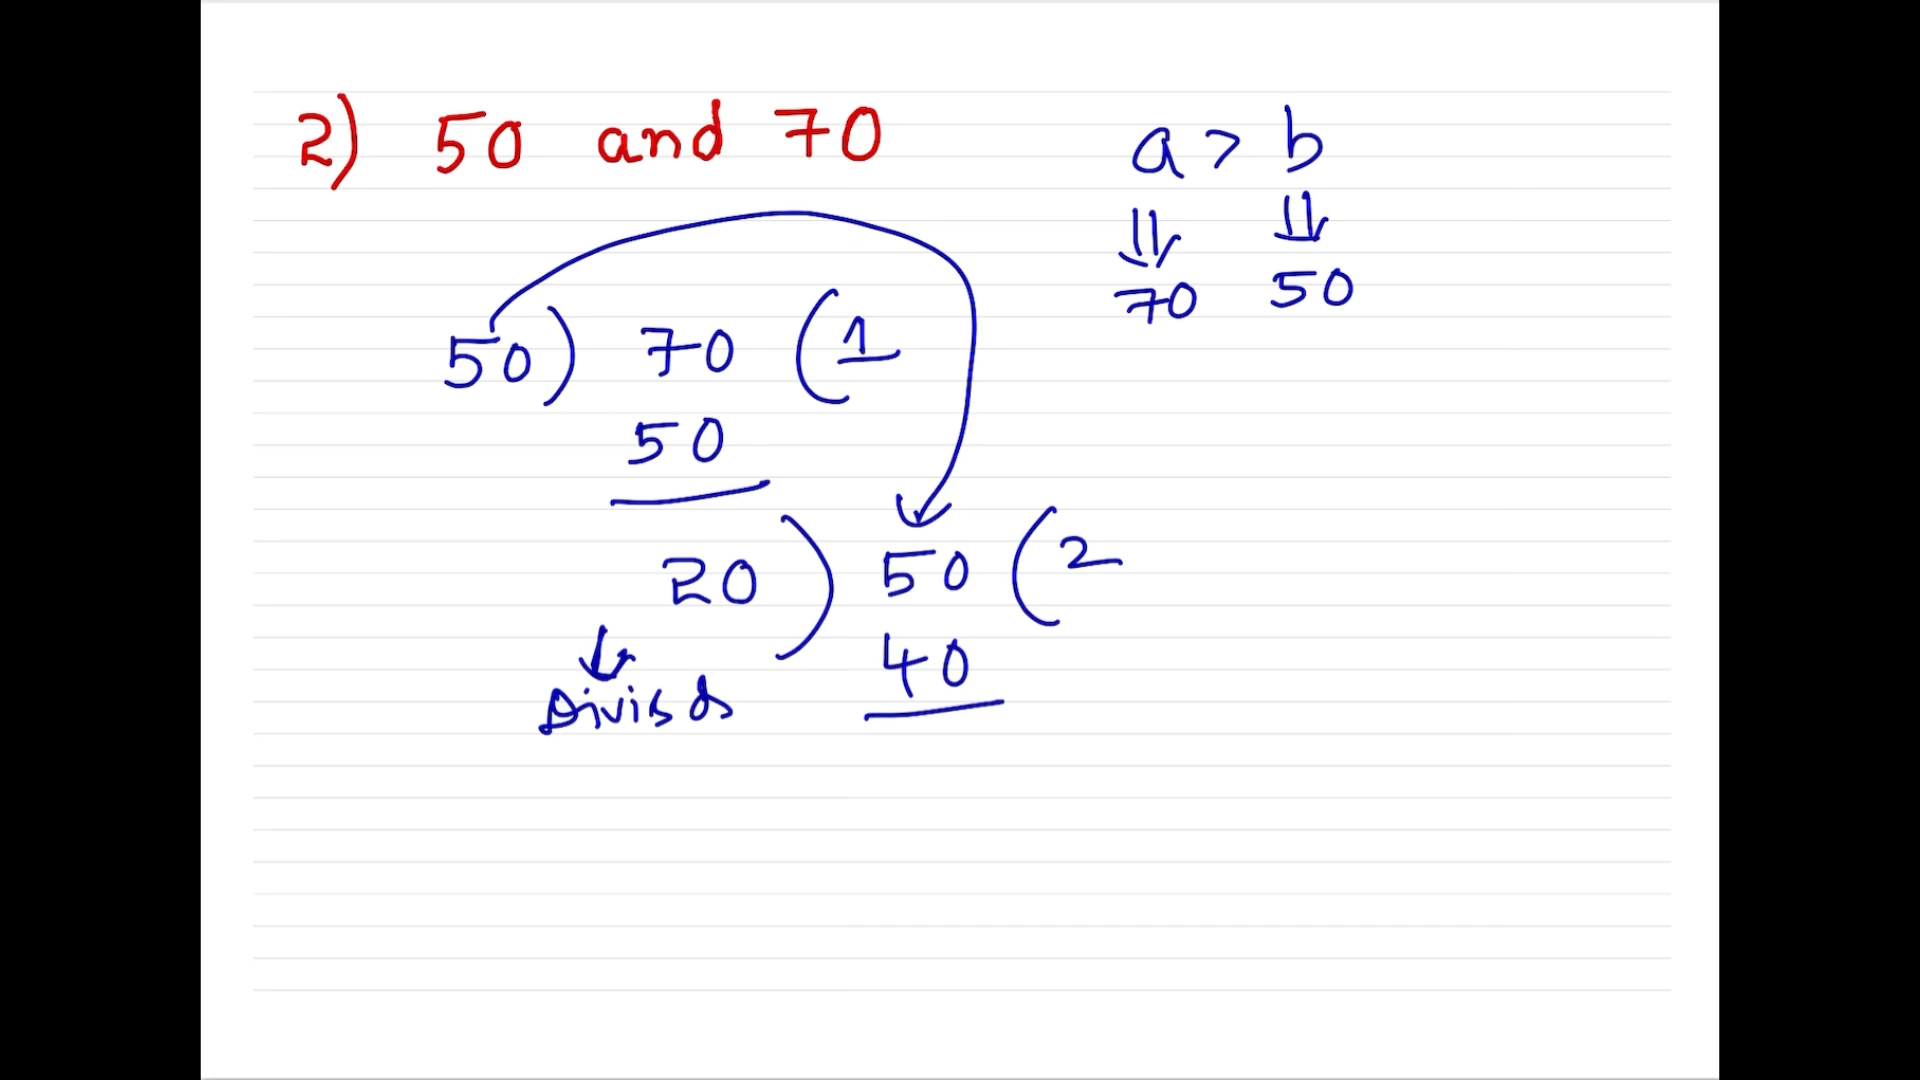 2) 50 and 70
a > b
⇓ ⇓
70 50
50) 70 (1
50
20) 50 (2
40
↓
Divisor